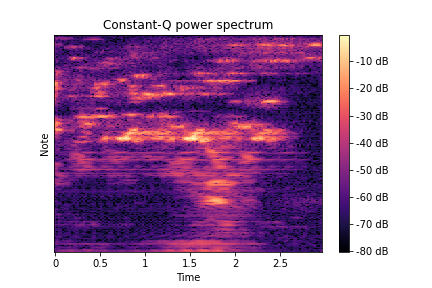 Constant-Q power spectrum
Note
-10 dB
-20 dB
-30 dB
-40 dB
-50 dB
-60 dB
-70 dB
-80 dB
0
0.5
1
1.5
2
2.5
Time